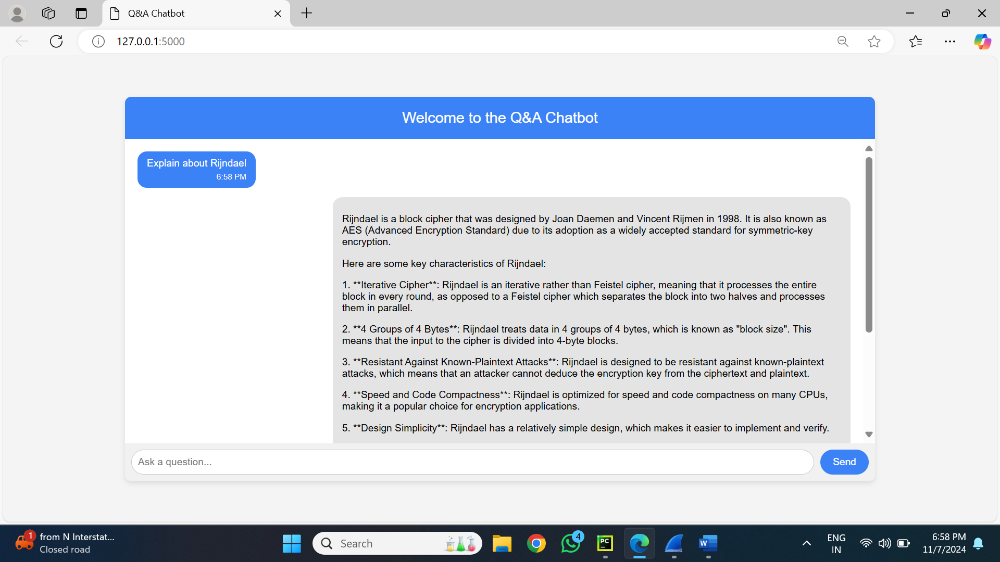 Q&A Chatbot
127.0.0.1:5000
Welcome to the Q&A Chatbot
Explain about Rijndael
6:58 PM
Rijndael is a block cipher that was designed by Joan Daemen and Vincent Rijmen in 1998. It is also known as
AES (Advanced Encryption Standard) due to its adoption as a widely accepted standard for symmetric-key
encryption.
Here are some key characteristics of Rijndael:
1. **Iterative Cipher**: Rijndael is an iterative rather than Feistel cipher, meaning that it processes the entire
block in every round, as opposed to a Feistel cipher which separates the block into two halves and processes
them in parallel.
2. **4 Groups of 4 Bytes**: Rijndael treats data in 4 groups of 4 bytes, which is known as "block size". This
means that the input to the cipher is divided into 4-byte blocks.
3. **Resistant Against Known-Plaintext Attacks**: Rijndael is designed to be resistant against known-plaintext
attacks, which means that an attacker cannot deduce the encryption key from the ciphertext and plaintext.
4. **Speed and Code Compactness**: Rijndael is optimized for speed and code compactness on many CPUs,
making it a popular choice for encryption applications.
5. **Design Simplicity**: Rijndael has a relatively simple design, which makes it easier to implement and verify.
Ask a question...
Send
1
from N Interstat...
Closed road
Search
4
PC
W
ENG
IN
6:58 PM
11/7/2024